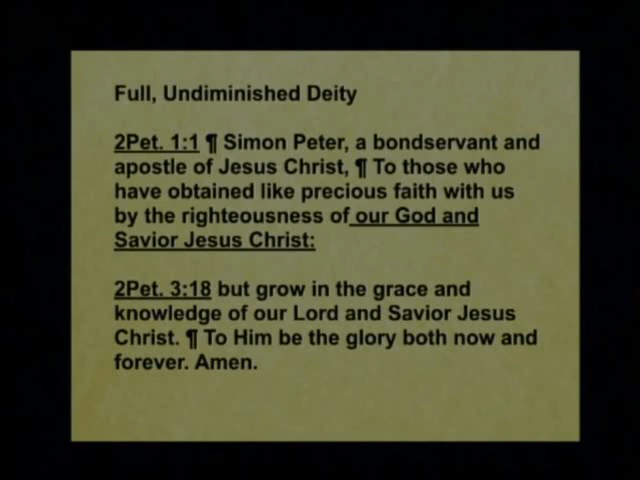 Full, Undiminished Deity
2Pet. 1:1 ¶ Simon Peter, a bondservant and
apostle of Jesus Christ, ¶ To those who
have obtained like precious faith with us
by the righteousness of our God and
Savior Jesus Christ:
2Pet. 3:18 but grow in the grace and
knowledge of our Lord and Savior Jesus
Christ. ¶ To Him be the glory both now and
forever. Amen.